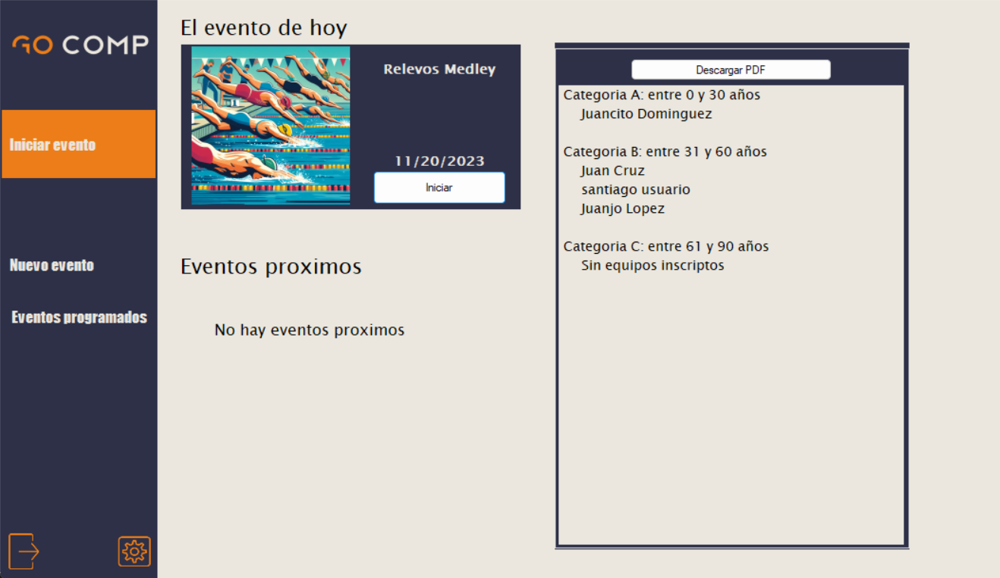 GO COMP
Iniciar evento
Nuevo evento
Eventos programados
El evento de hoy
Relevos Medley
11/20/2023
Iniciar
Eventos proximos
No hay eventos proximos
Descargar PDF
Categoria A: entre 0 y 30 años
Juancito Dominguez
Categoria B: entre 31 y 60 años
Juan Cruz
santiago usuario
Juanjo Lopez
Categoria C: entre 61 y 90 años
Sin equipos inscriptos